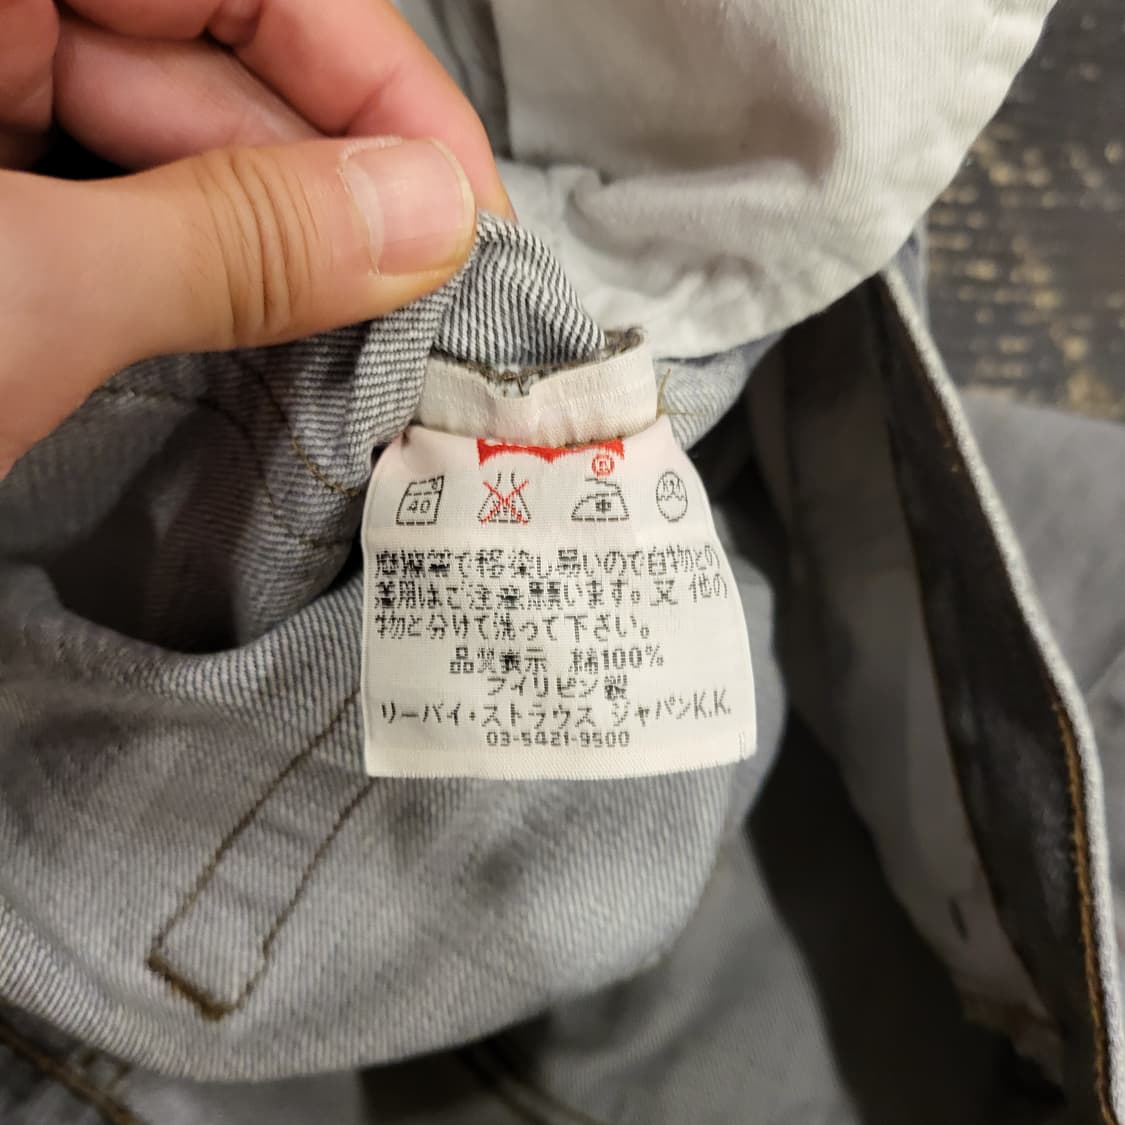 40
中
摩擦等で移染し易いので白物との
着用はご注意願います。又 他の
物と分けて洗って下さい。
品質表示 綿100%
フィリピン製
リーバイ・ストラウス ジャパンK.K.
03-5421-9500